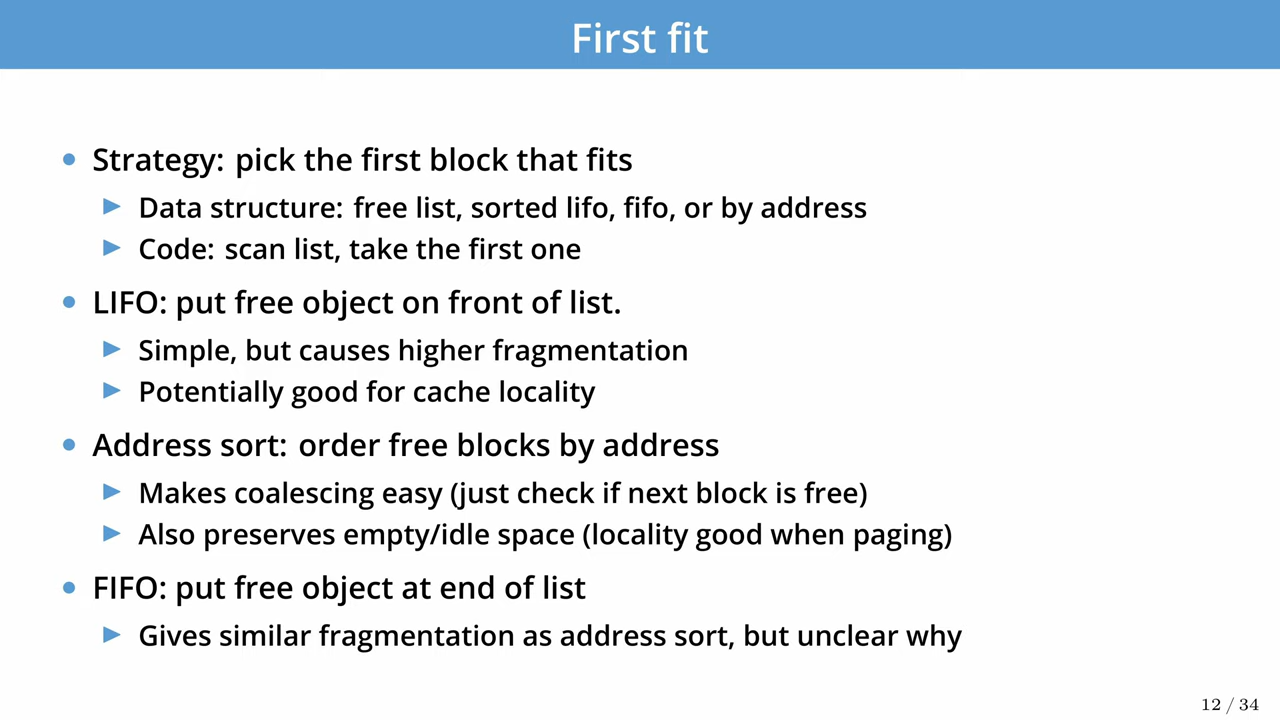 First fit
Strategy: pick the first block that fits
Data structure: free list, sorted lifo, fifo, or by address
Code: scan list, take the first one
LIFO: put free object on front of list.
Simple, but causes higher fragmentation
Potentially good for cache locality
Address sort: order free blocks by address
Makes coalescing easy (just check if next block is free)
Also preserves empty/idle space (locality good when paging)
FIFO: put free object at end of list
Gives similar fragmentation as address sort, but unclear why
12 / 34